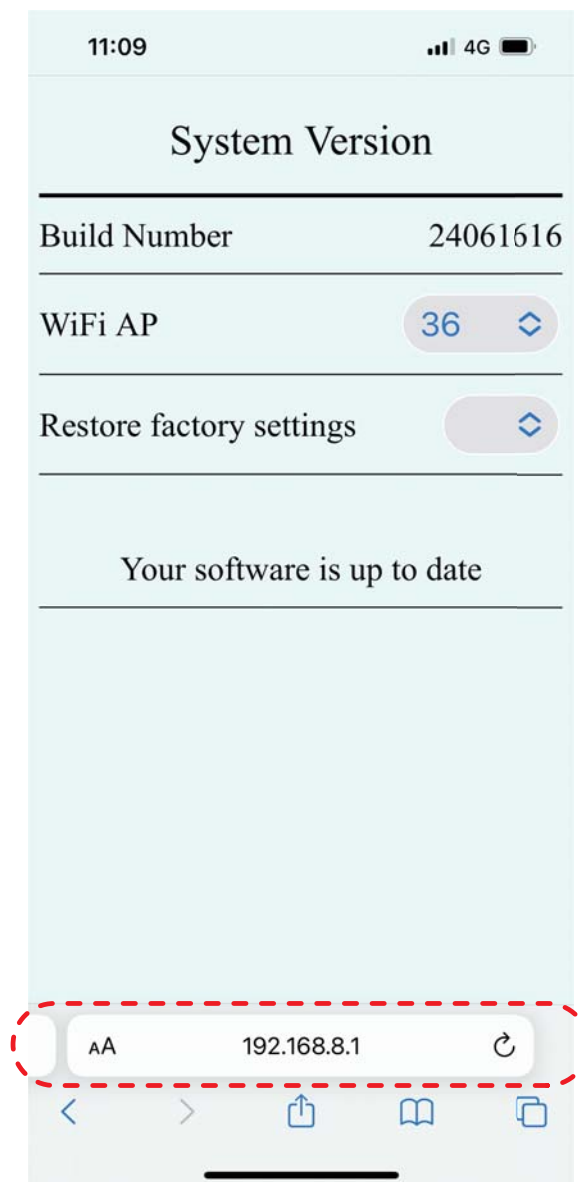 11:09 4G
System Version
Build Number 24061616
WiFi AP 36
Restore factory settings
Your software is up to date
AA 192.168.8.1